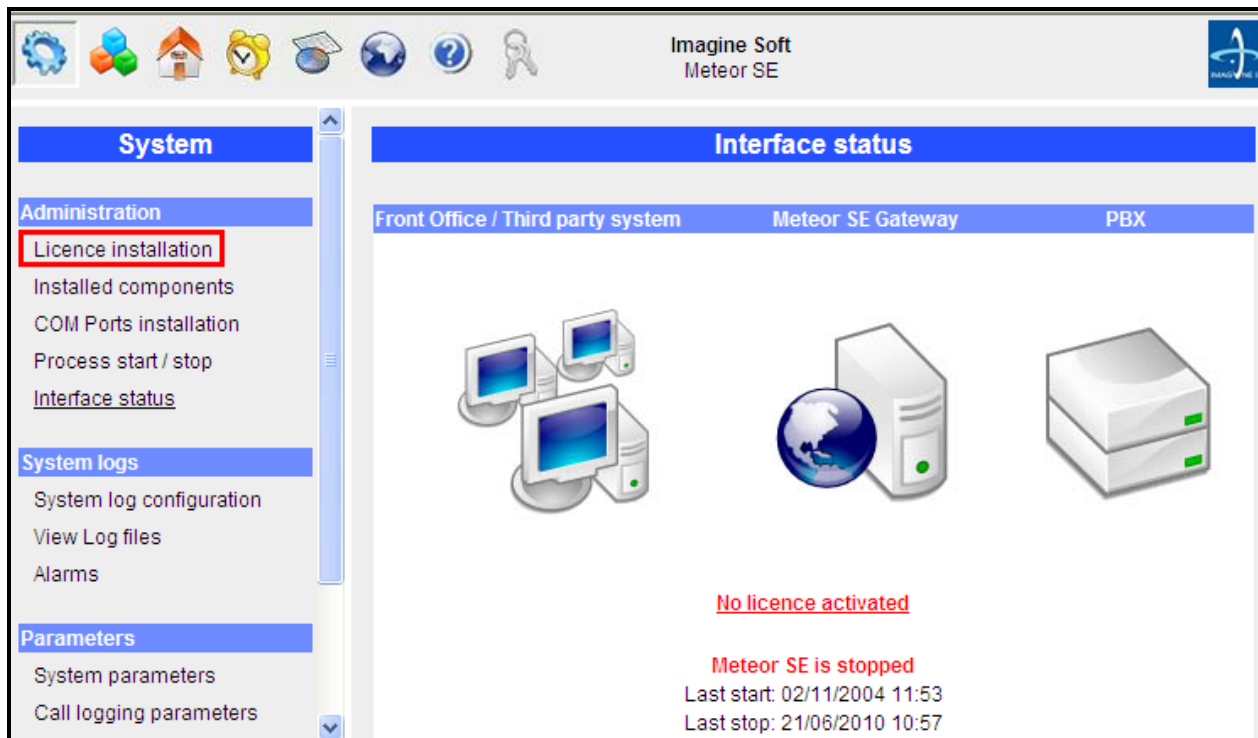 Imagine Soft
Meteor SE
System
Administration
Licence installation
Installed components
COM Ports installation
Process start / stop
Interface status
System logs
System log configuration
View Log files
Alarms
Parameters
System parameters
Call logging parameters
Interface status
Front Office / Third party system
Meteor SE Gateway
PBX
No licence activated
Meteor SE is stopped
Last start: 02/11/2004 11:53
Last stop: 21/06/2010 10:57